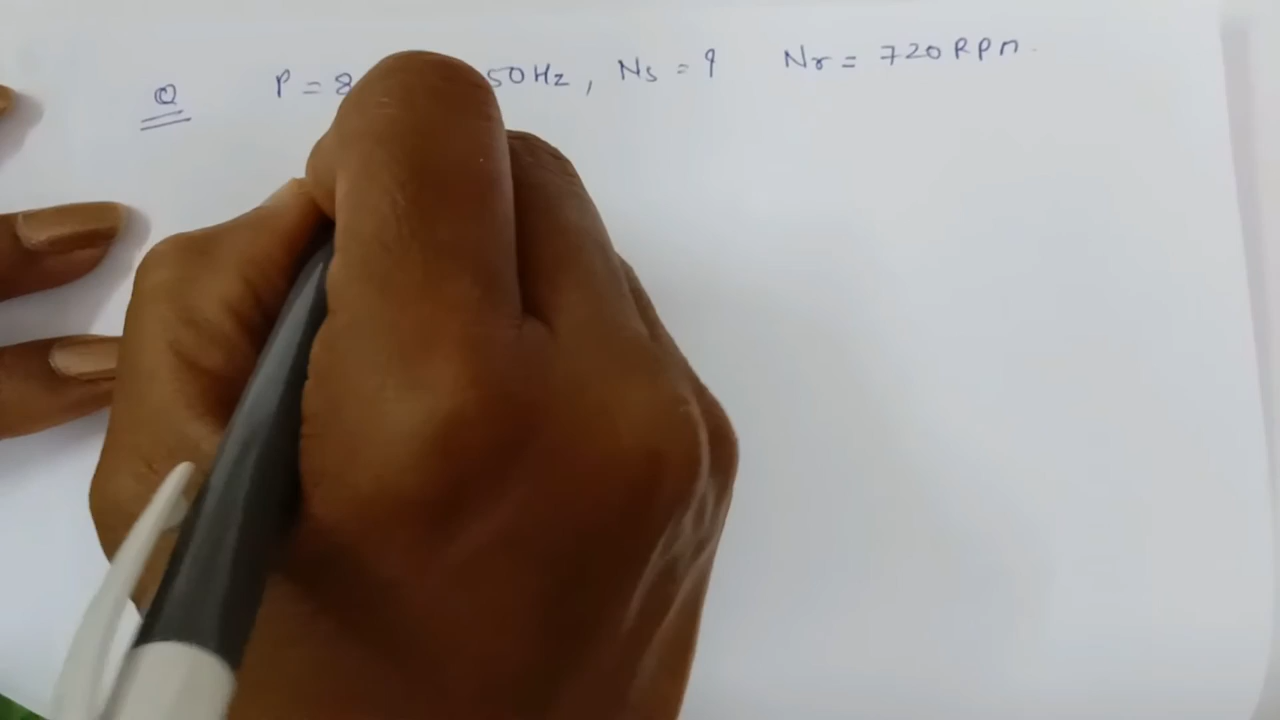 Q P = 8 50Hz, Ns = ? Nr = 720 RPM.